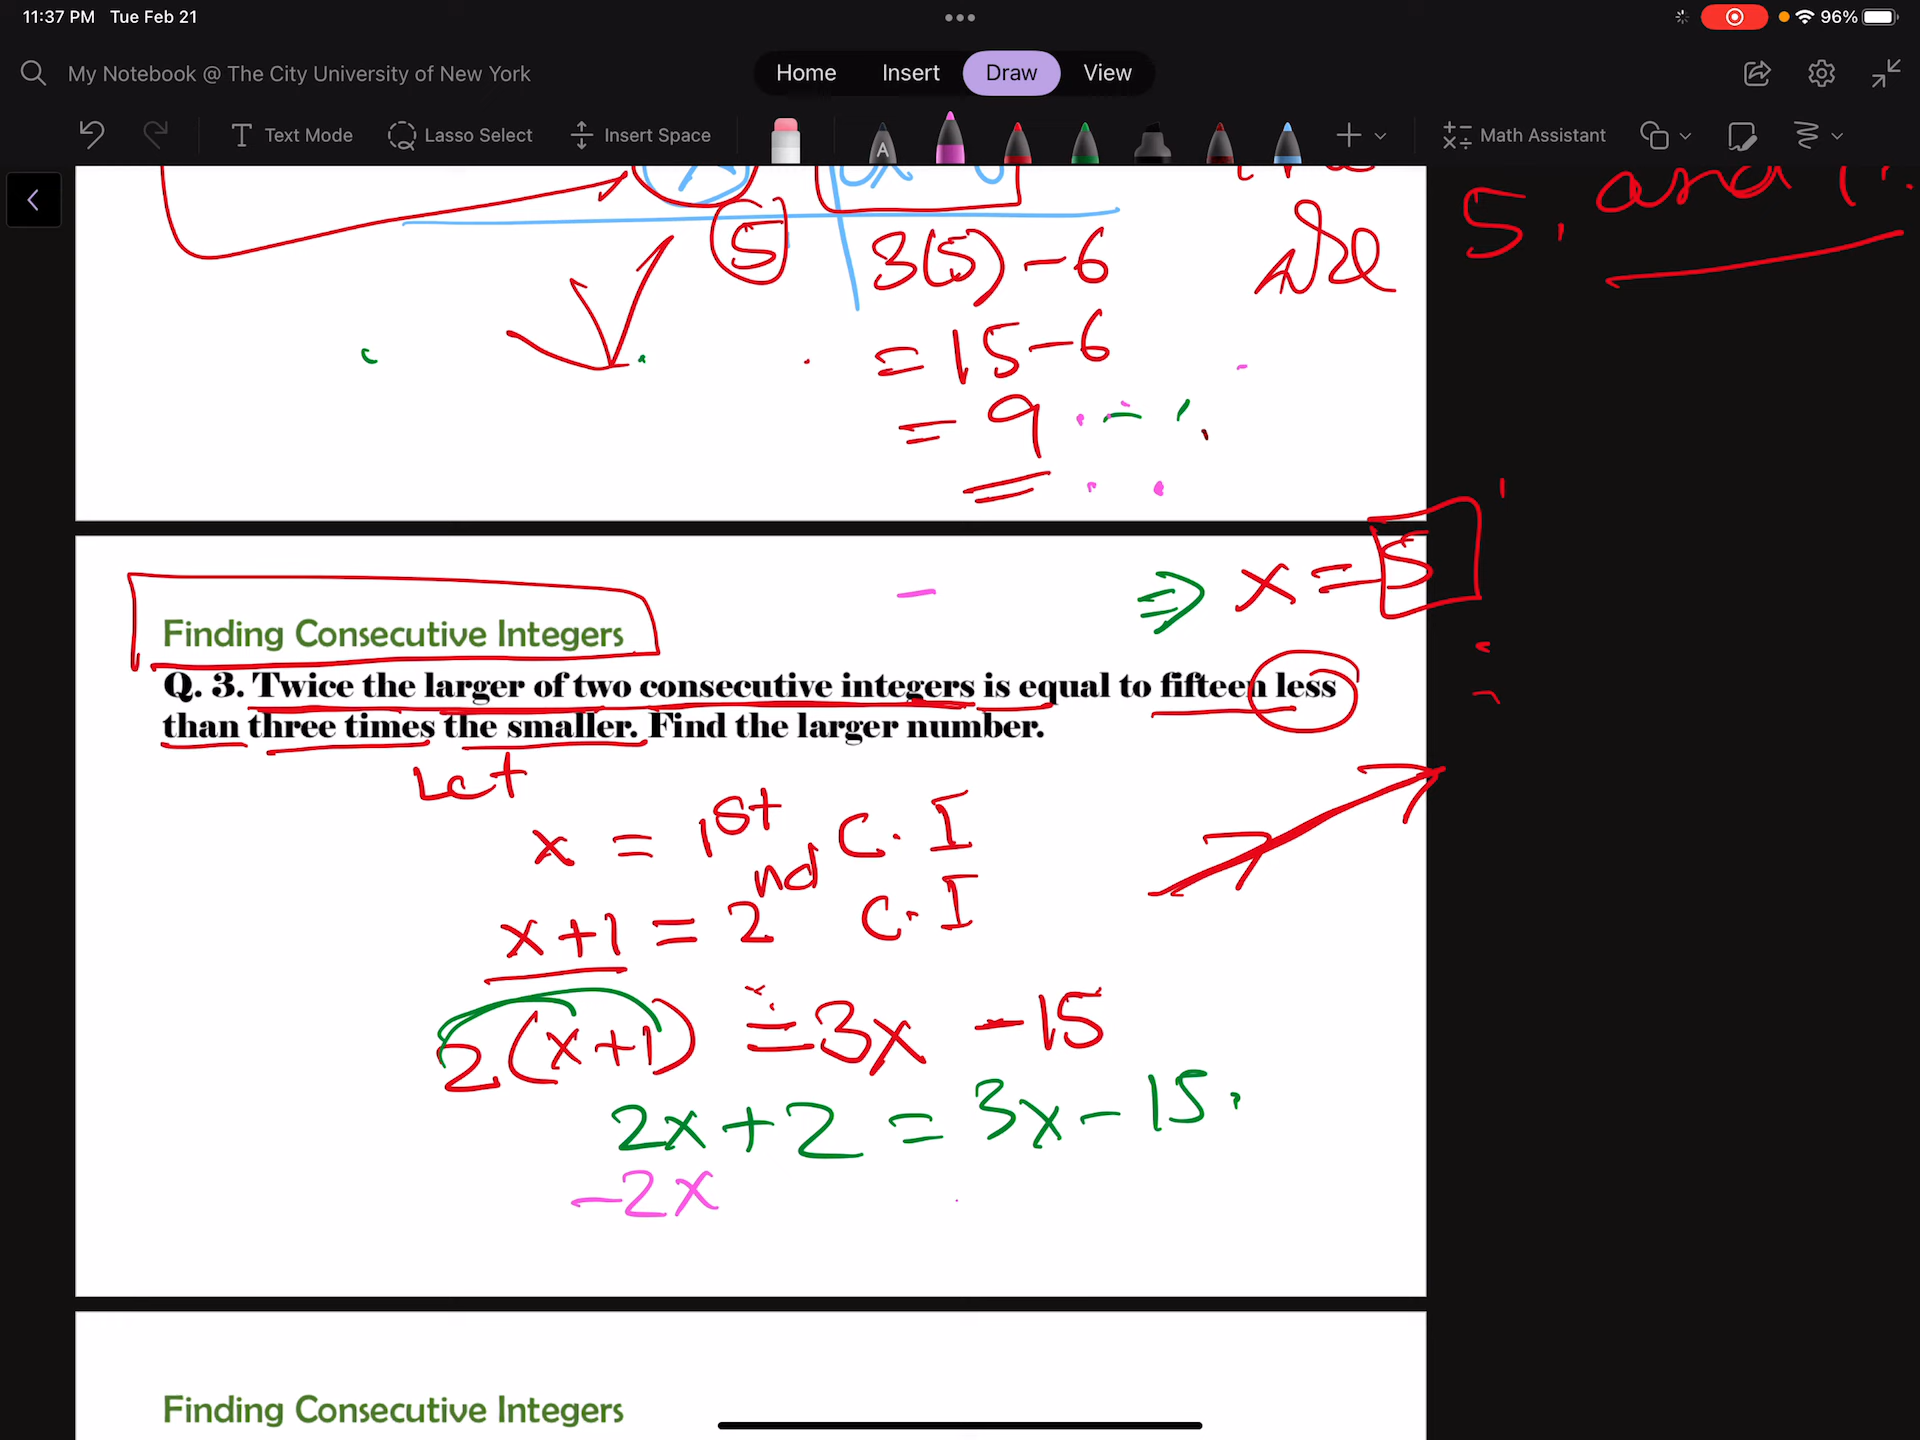 11:37 PM Tue Feb 21
96%
My Notebook @ The City University of New York
Home Insert Draw View
Text Mode Lasso Select Insert Space A Math Assistant
5, and
5 3(5) - 6 are
= 15 - 6
= 9
⇒ x = 5
Finding Consecutive Integers
Q. 3. Twice the larger of two consecutive integers is equal to fifteen less
than three times the smaller. Find the larger number.
Let
x = 1st C. I
x + 1 = 2nd C. I
2(x+1) = 3x - 15
2x + 2 = 3x - 15
-2x
Finding Consecutive Integers